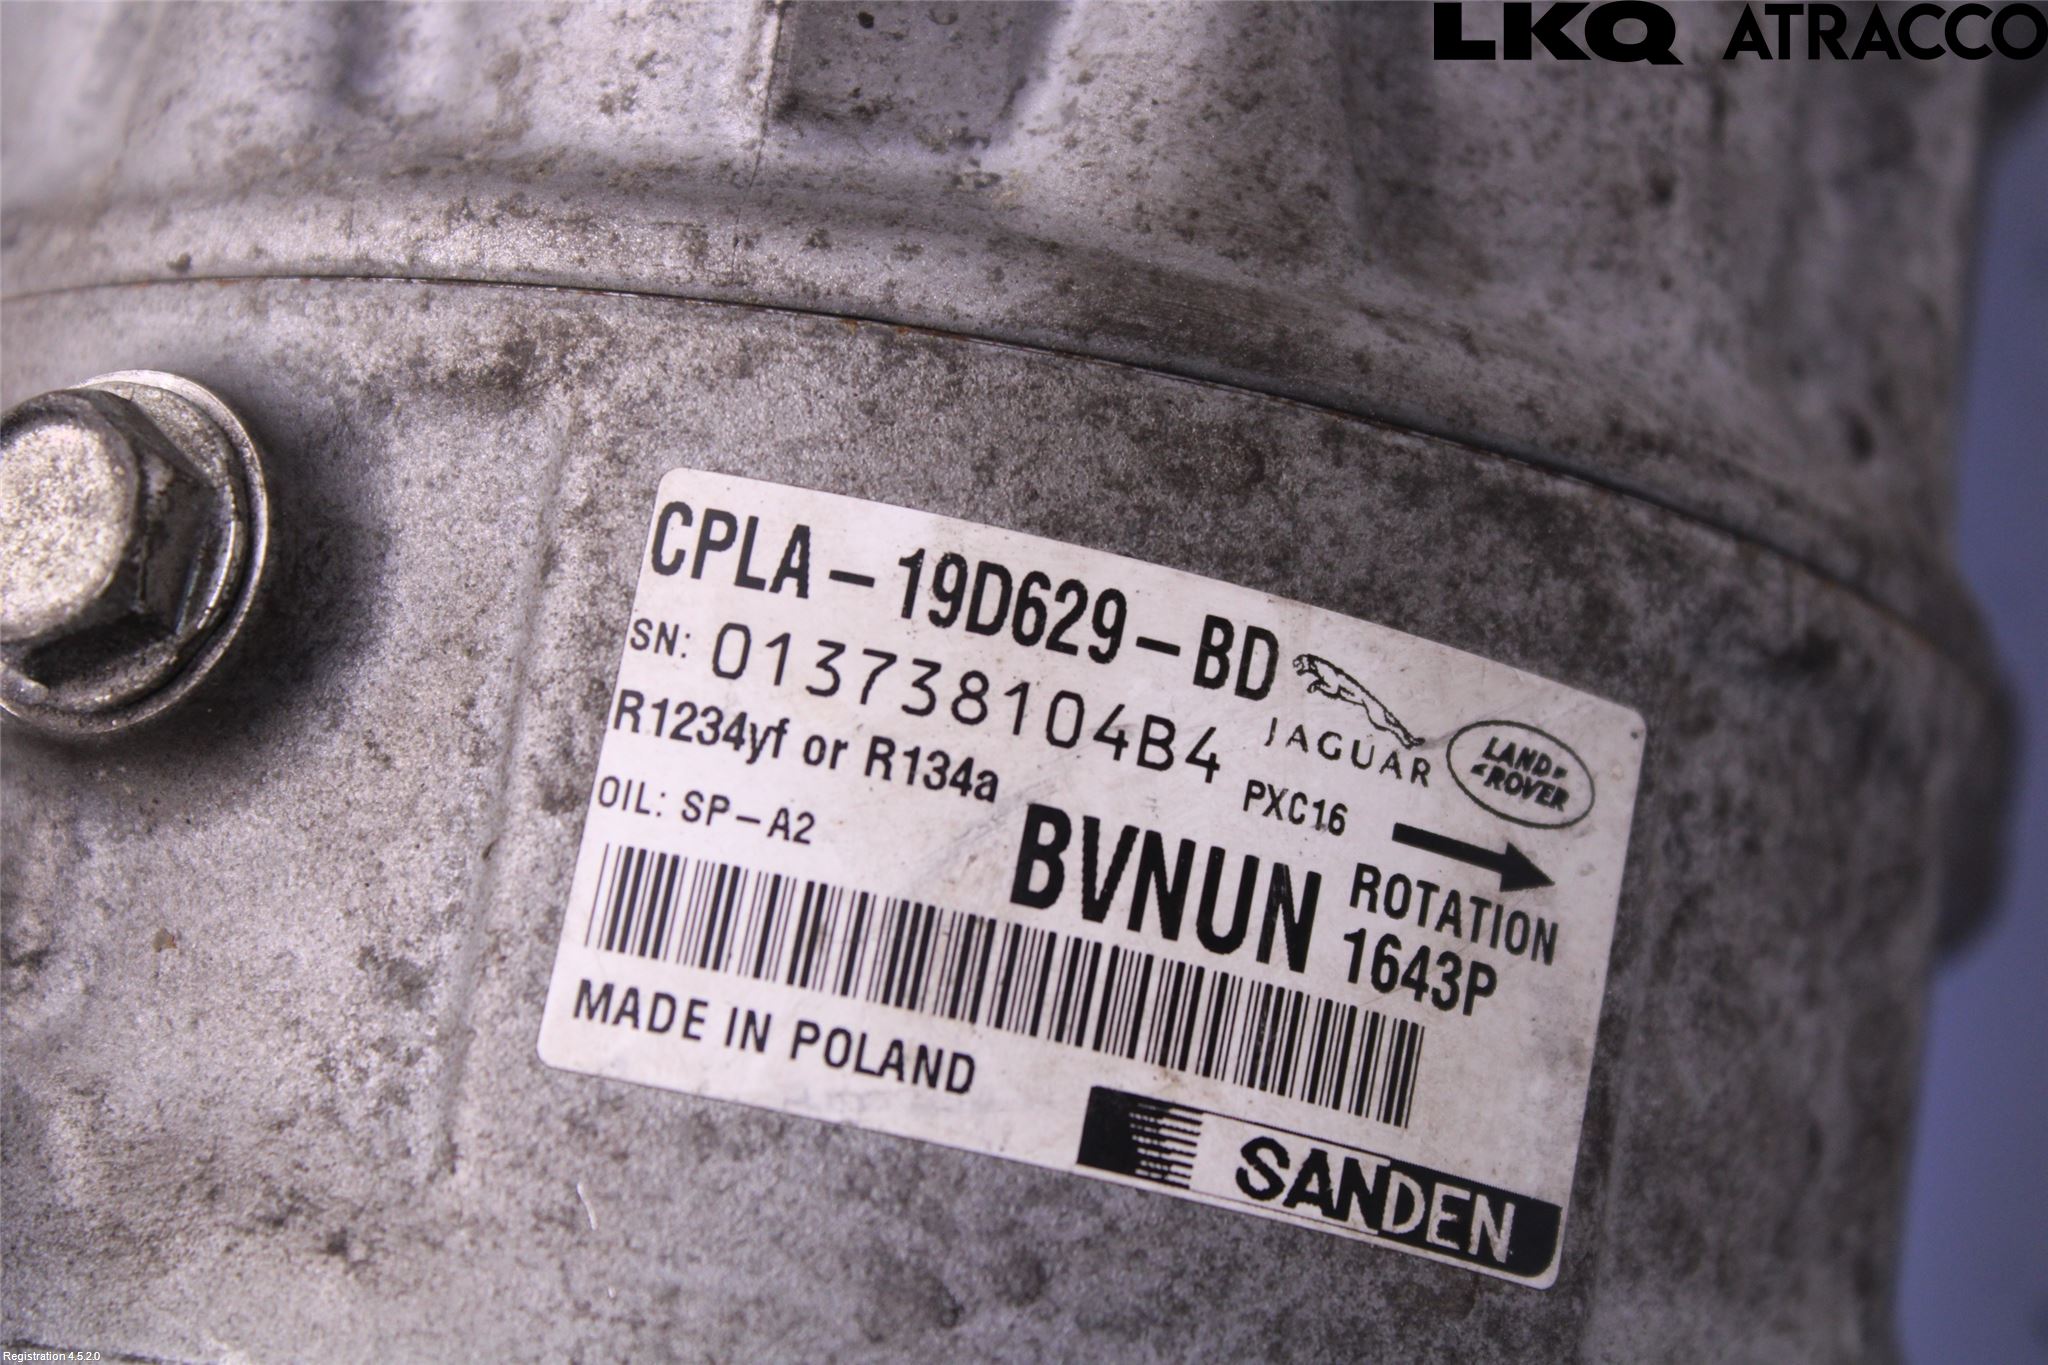 LKQ ATRACCO
CPLA-19D629-BD
SN: 013738104B4
JAGUAR
LAND
ROVER
R1234yf or R134a
PXC16
OIL: SP-A2
BVNUN
ROTATION
1643P
MADE IN POLAND
SANDEN
Registration 4.5.2.0